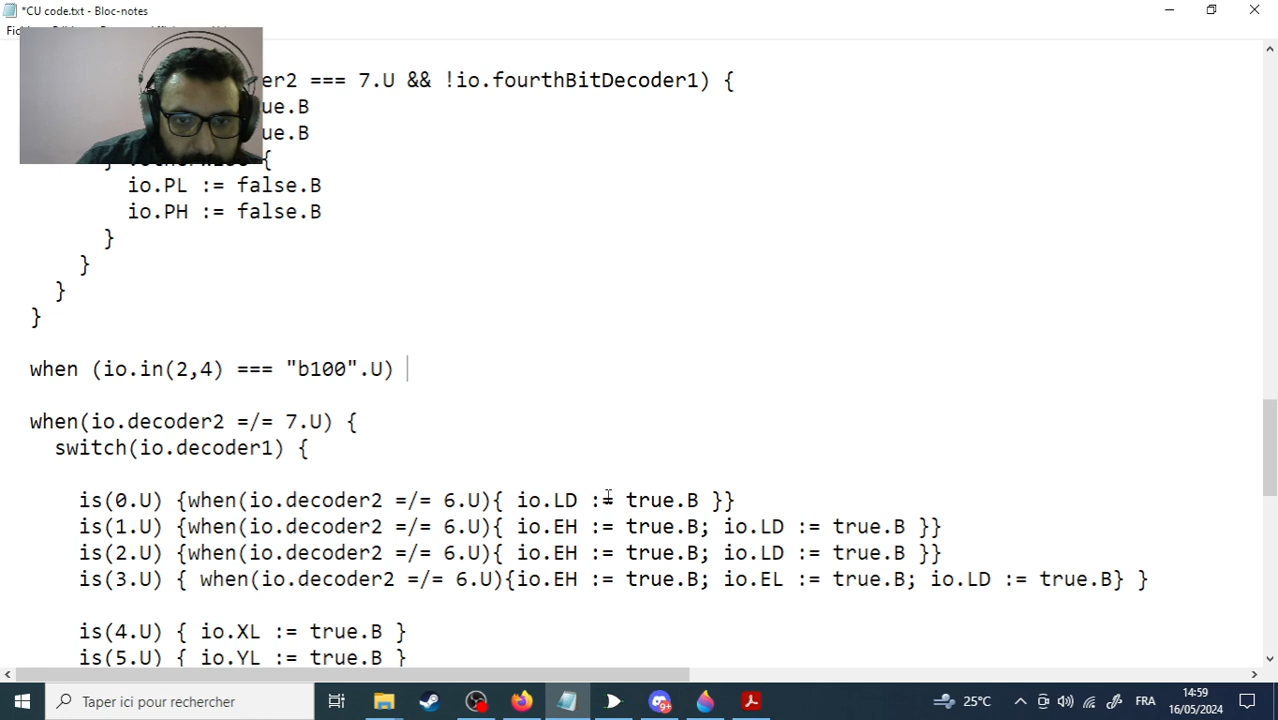 *CU code.txt - Bloc-notes
=== 7.U && !io.fourthBitDecoder1) {
io.PL := false.B
io.PH := false.B
}
}
}
}
when (io.in(2,4) === "b100".U)
when(io.decoder2 =/= 7.U) {
switch(io.decoder1) {
is(0.U) {when(io.decoder2 =/= 6.U){ io.LD := true.B }}
is(1.U) {when(io.decoder2 =/= 6.U){ io.EH := true.B; io.LD := true.B }}
is(2.U) {when(io.decoder2 =/= 6.U){ io.EH := true.B; io.LD := true.B }}
is(3.U) { when(io.decoder2 =/= 6.U){io.EH := true.B; io.EL := true.B; io.LD := true.B} }
is(4.U) { io.XL := true.B }
is(5.U) { io.YL := true.B }
Taper ici pour rechercher
9+
25°C
FRA
14:59
16/05/2024